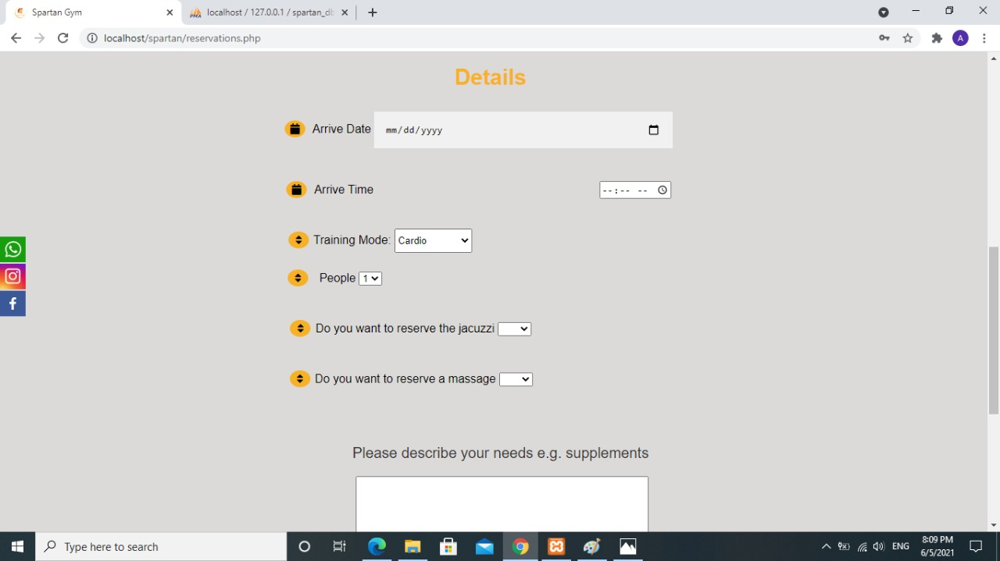 Spartan Gym
localhost / 127.0.0.1 / spartan_db
localhost/spartan/reservations.php
A
Details
Arrive Date mm/dd/yyyy
Arrive Time --:-- --
Training Mode: Cardio
People 1
Do you want to reserve the jacuzzi
Do you want to reserve a massage
Please describe your needs e.g. supplements
Type here to search
ENG
8:09 PM
6/5/2021